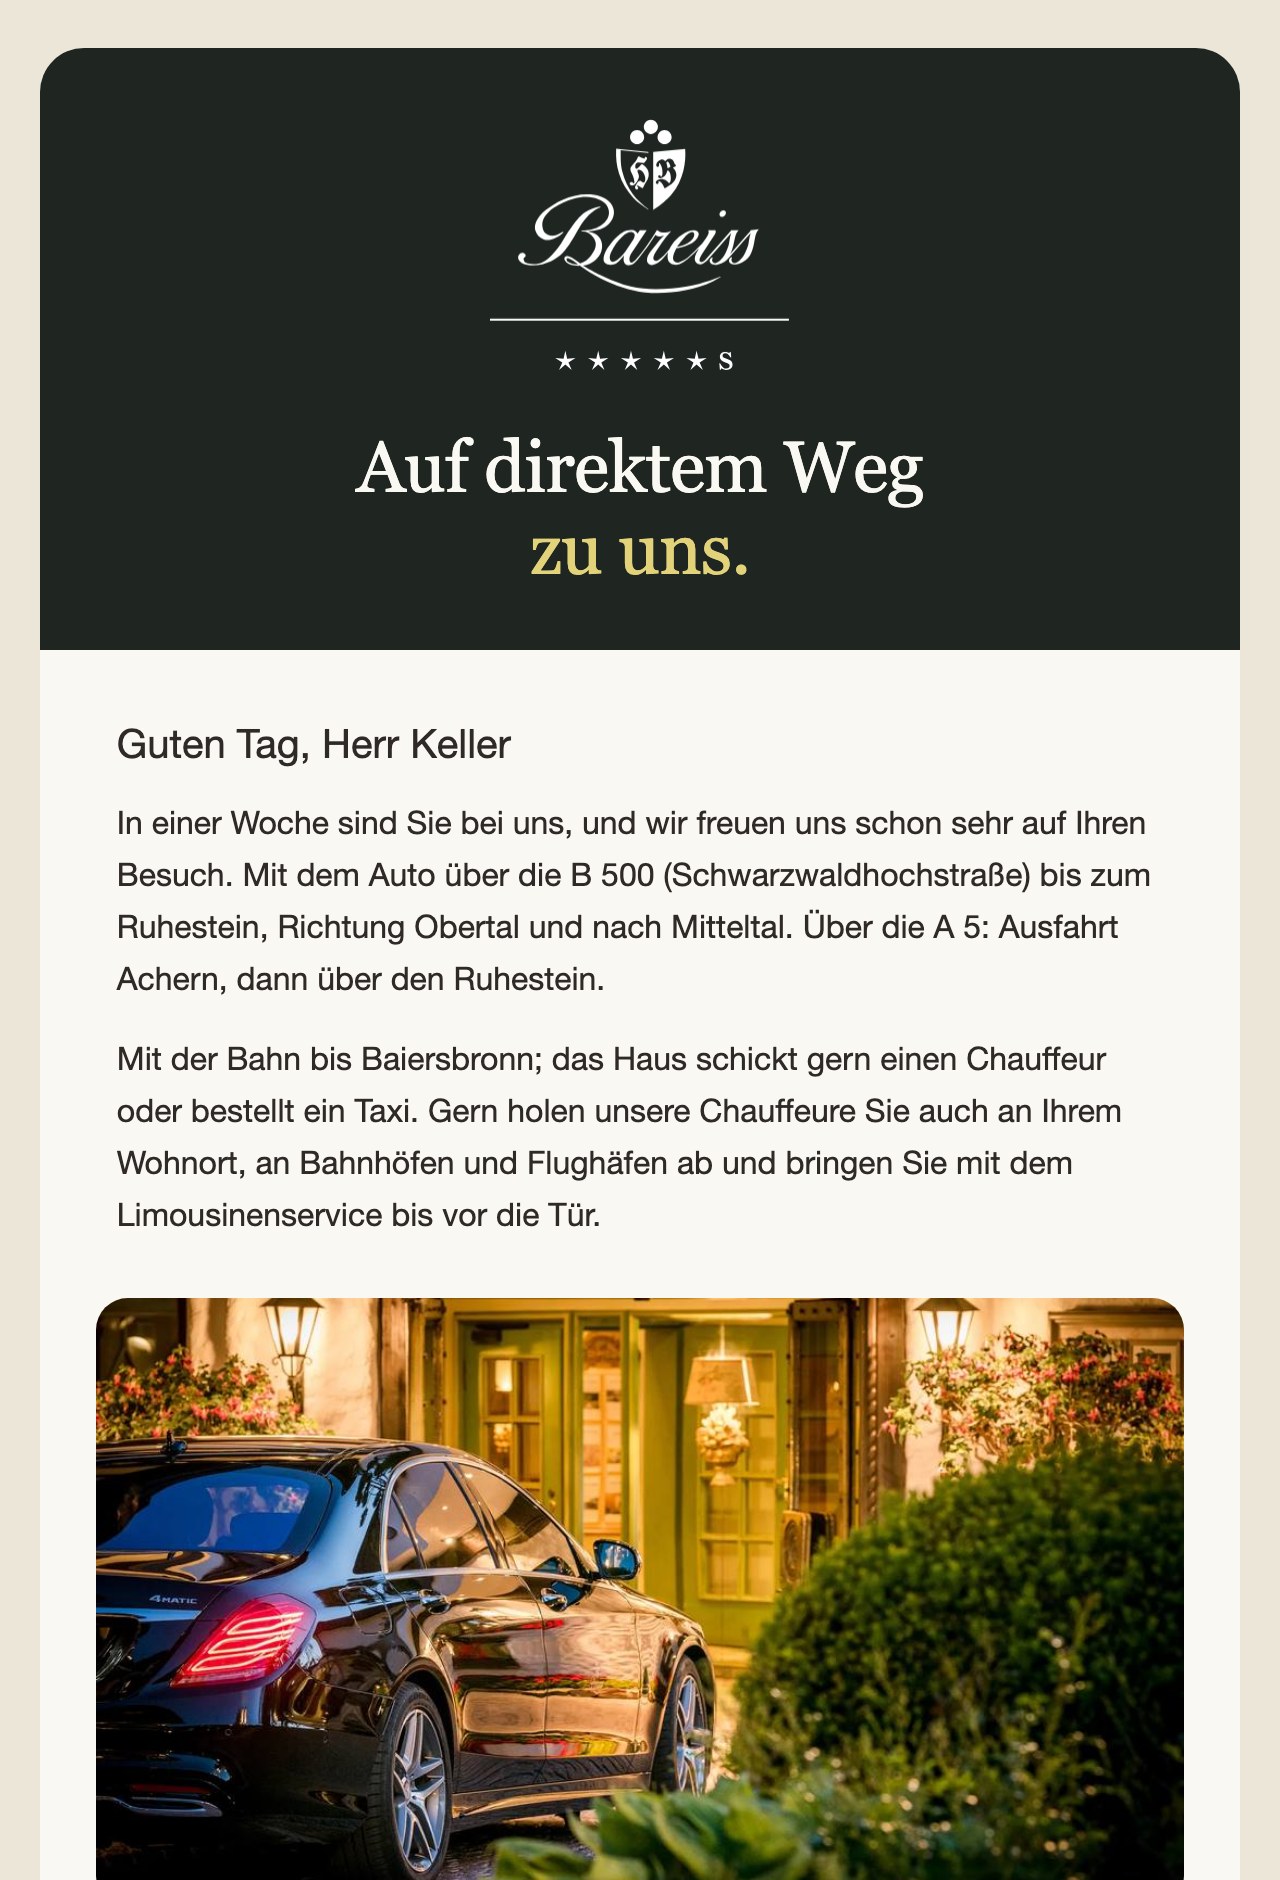 HB
Bareiss
★★★★★S
Auf direktem Weg
zu uns.
Guten Tag, Herr Keller
In einer Woche sind Sie bei uns, und wir freuen uns schon sehr auf Ihren
Besuch. Mit dem Auto über die B 500 (Schwarzwaldhochstraße) bis zum
Ruhestein, Richtung Obertal und nach Mitteltal. Über die A 5: Ausfahrt
Achern, dann über den Ruhestein.
Mit der Bahn bis Baiersbronn; das Haus schickt gern einen Chauffeur
oder bestellt ein Taxi. Gern holen unsere Chauffeure Sie auch an Ihrem
Wohnort, an Bahnhöfen und Flughäfen ab und bringen Sie mit dem
Limousinenservice bis vor die Tür.
4MATIC